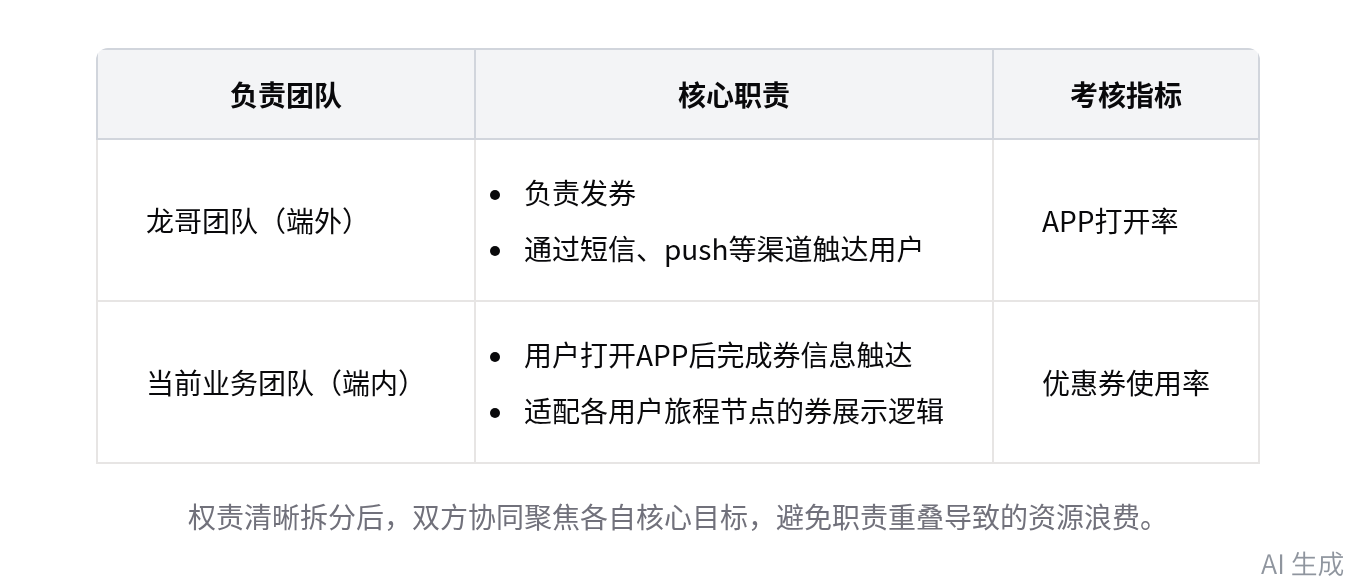 负责团队
核心职责
考核指标
龙哥团队（端外）
• 负责发券
• 通过短信、push等渠道触达用户
APP打开率
当前业务团队（端内）
• 用户打开APP后完成券信息触达
• 适配各用户旅程节点的券展示逻辑
优惠券使用率
权责清晰拆分后，双方协同聚焦各自核心目标，避免职责重叠导致的资源浪费。
AI 生成